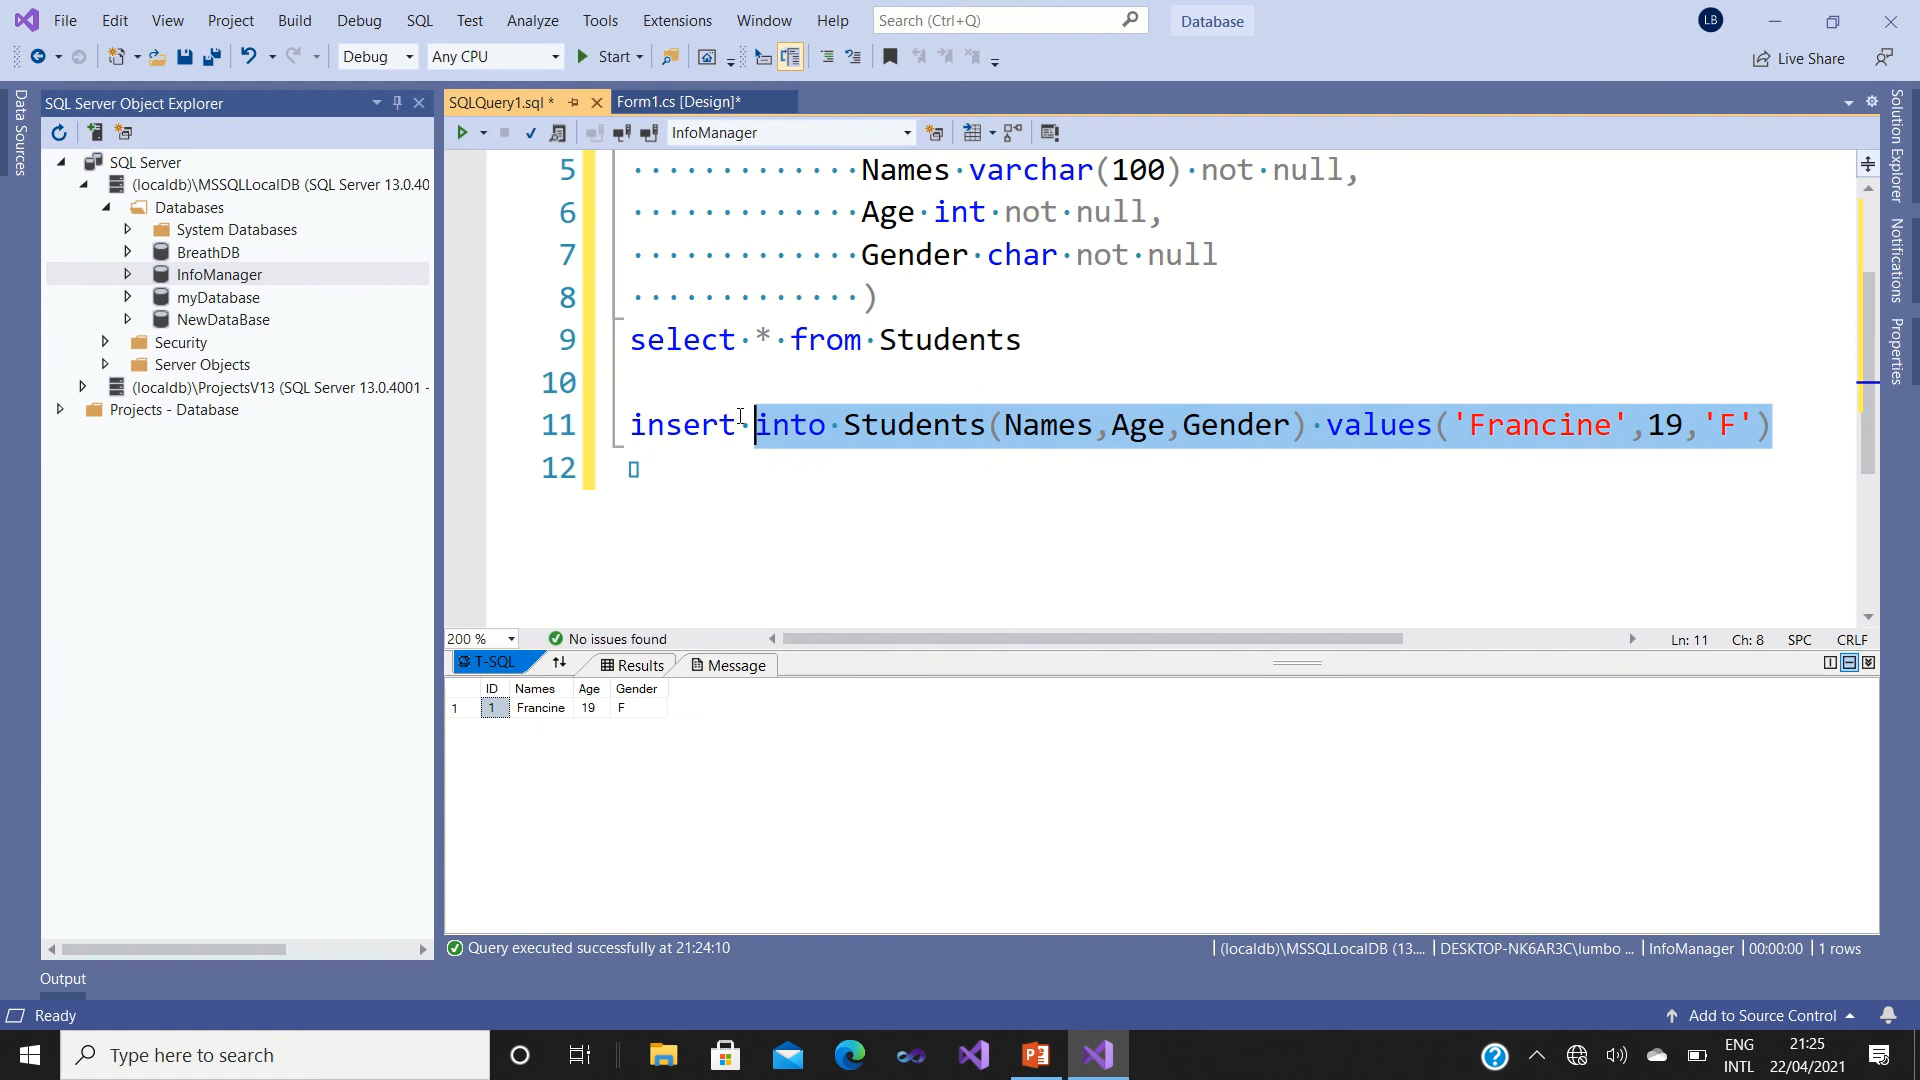 File Edit View Project Build Debug SQL Test Analyze Tools Extensions Window Help Search (Ctrl+Q) Database LB
Debug Any CPU Start Live Share
Data Sources
SQL Server Object Explorer
SQL Server
(localdb)\MSSQLLocalDB (SQL Server 13.0.40
Databases
System Databases
BreathDB
InfoManager
myDatabase
NewDataBase
Security
Server Objects
(localdb)\ProjectsV13 (SQL Server 13.0.4001 -
Projects - Database
SQLQuery1.sql * Form1.cs [Design]*
InfoManager
5 Names varchar(100) not null,
6 Age int not null,
7 Gender char not null
8 )
9 select * from Students
10
11 insert into Students(Names,Age,Gender) values('Francine',19,'F')
12
200 % No issues found Ln: 11 Ch: 8 SPC CRLF
T-SQL Results Message
ID Names Age Gender
1 1 Francine 19 F
Query executed successfully at 21:24:10 (localdb)\MSSQLLocalDB (13.... DESKTOP-NK6AR3C\lumbo ... InfoManager 00:00:00 1 rows
Solution Explorer
Notifications
Properties
Output
Ready Add to Source Control
Type here to search
ENG
INTL
21:25
22/04/2021